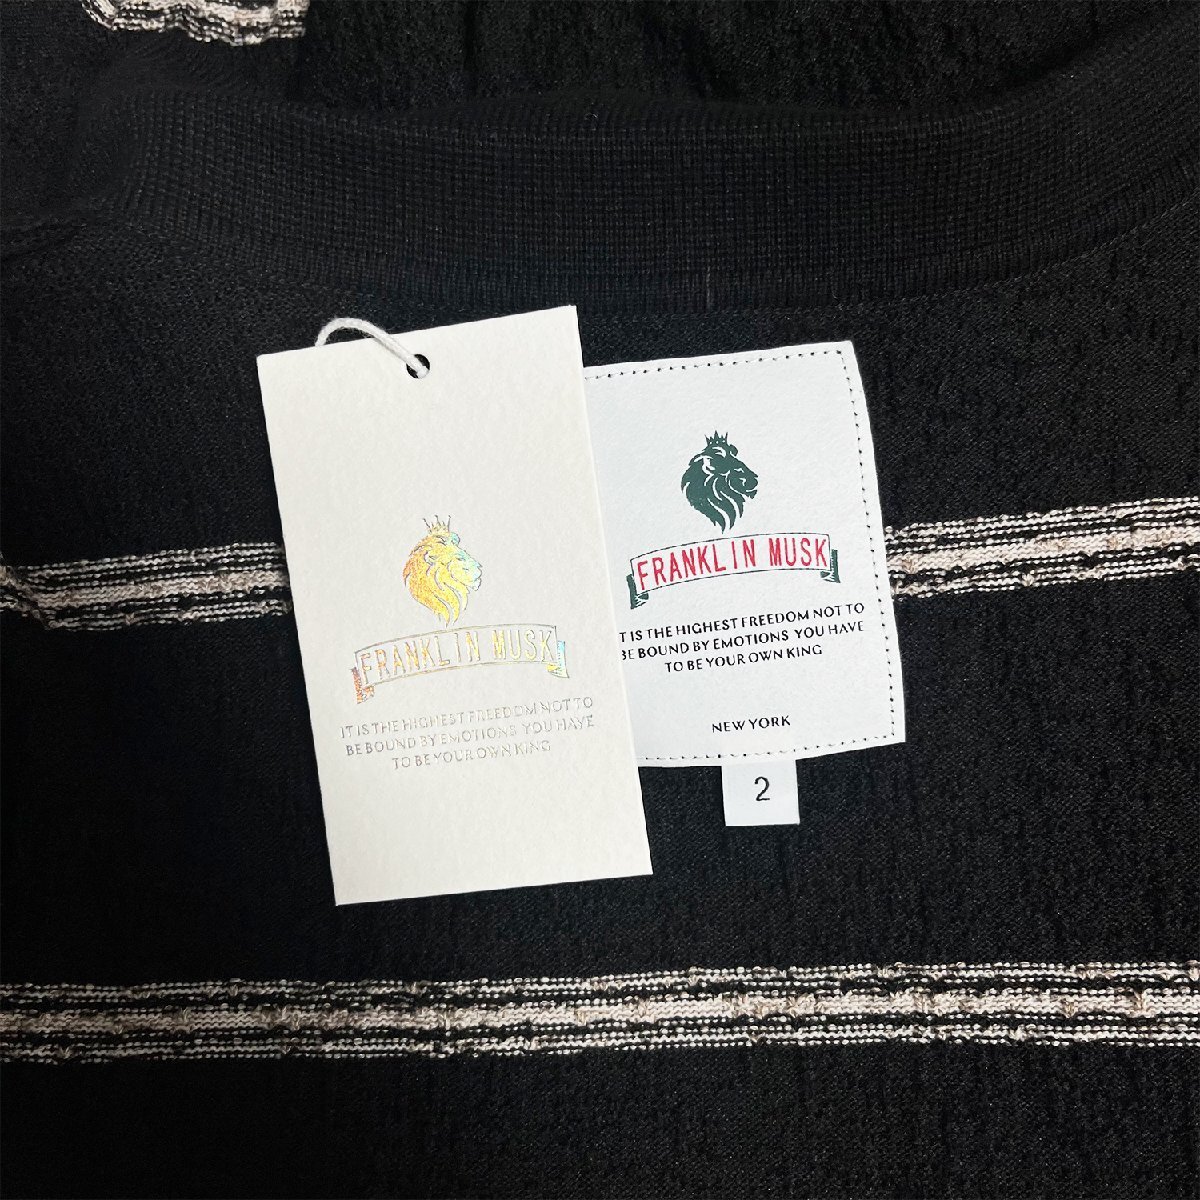 FRANKLIN MUSK
IT IS THE HIGHEST FREEDOM NOT TO
BE BOUND BY EMOTIONS YOU HAVE
TO BE YOUR OWN KING
FRANKLIN MUSK
IT IS THE HIGHEST FREEDOM NOT TO
BE BOUND BY EMOTIONS YOU HAVE
TO BE YOUR OWN KING
NEW YORK
2